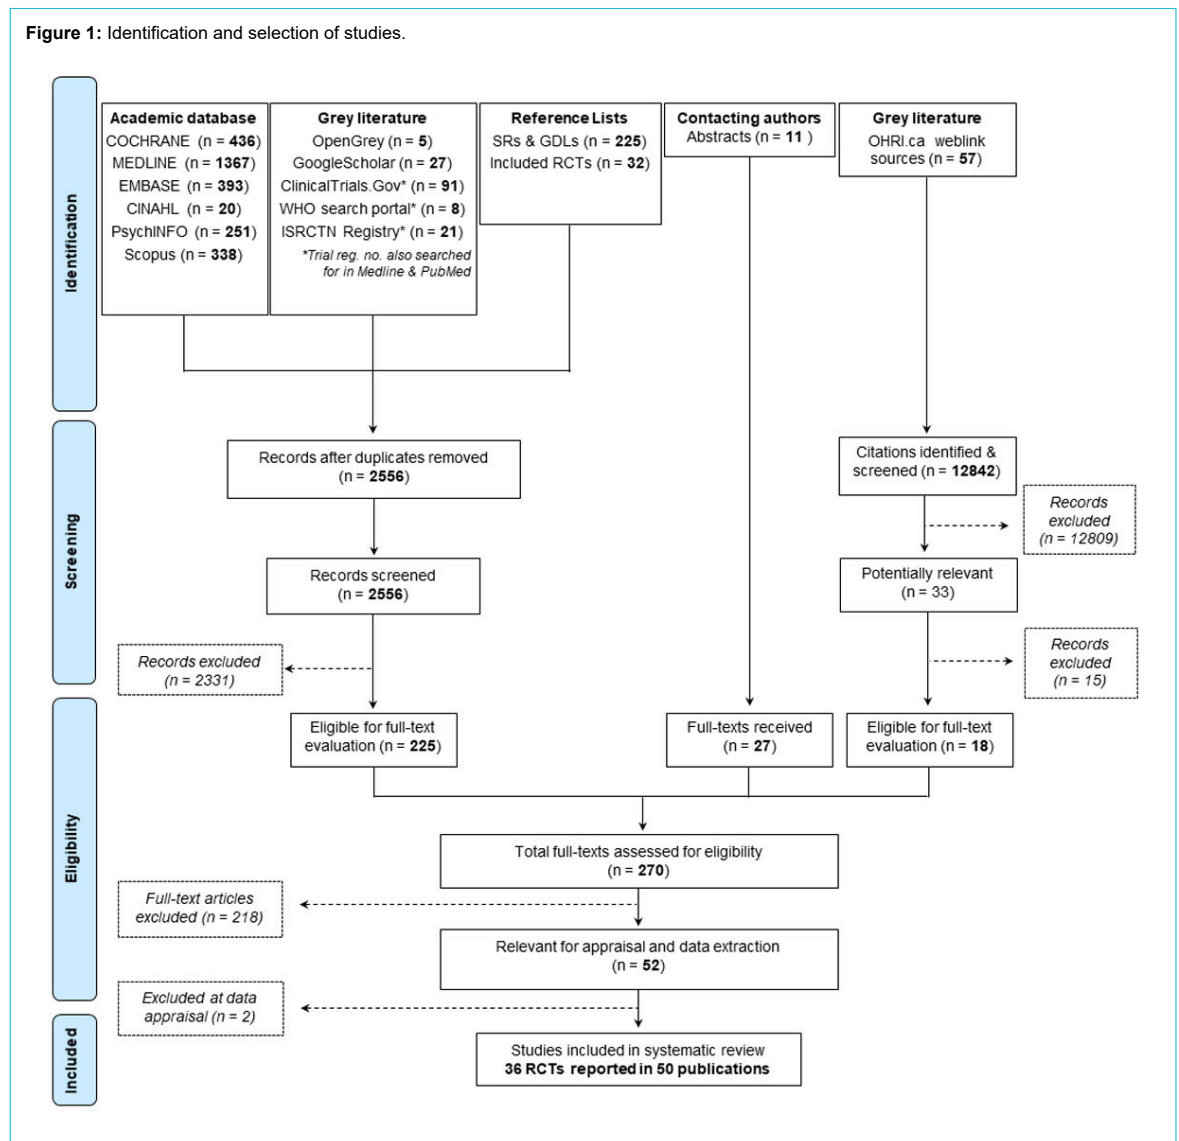 Figure 1: Identification and selection of studies.
Identification
Academic database
COCHRANE (n = 436)
MEDLINE (n = 1367)
EMBASE (n = 393)
CINAHL (n = 20)
PsychINFO (n = 251)
Scopus (n = 338)
Grey literature
OpenGrey (n = 5)
GoogleScholar (n = 27)
ClinicalTrials.Gov* (n = 91)
WHO search portal* (n = 8)
ISRCTN Registry* (n = 21)
*Trial reg. no. also searched
for in Medline & PubMed
Reference Lists
SRs & GDLs (n = 225)
Included RCTs (n = 32)
Contacting authors
Abstracts (n = 11 )
Grey literature
OHRI.ca weblink
sources (n = 57)
Screening
Records after duplicates removed
(n = 2556)
Citations identified &
screened (n = 12842)
Records
excluded
(n = 12809)
Records screened
(n = 2556)
Potentially relevant
(n = 33)
Records excluded
(n = 2331)
Records
excluded
(n = 15)
Eligibility
Eligible for full-text
evaluation (n = 225)
Full-texts received
(n = 27)
Eligible for full-text
evaluation (n = 18)
Total full-texts assessed for eligibility
(n = 270)
Full-text articles
excluded (n = 218)
Relevant for appraisal and data extraction
(n = 52)
Excluded at data
appraisal (n = 2)
Included
Studies included in systematic review
36 RCTs reported in 50 publications